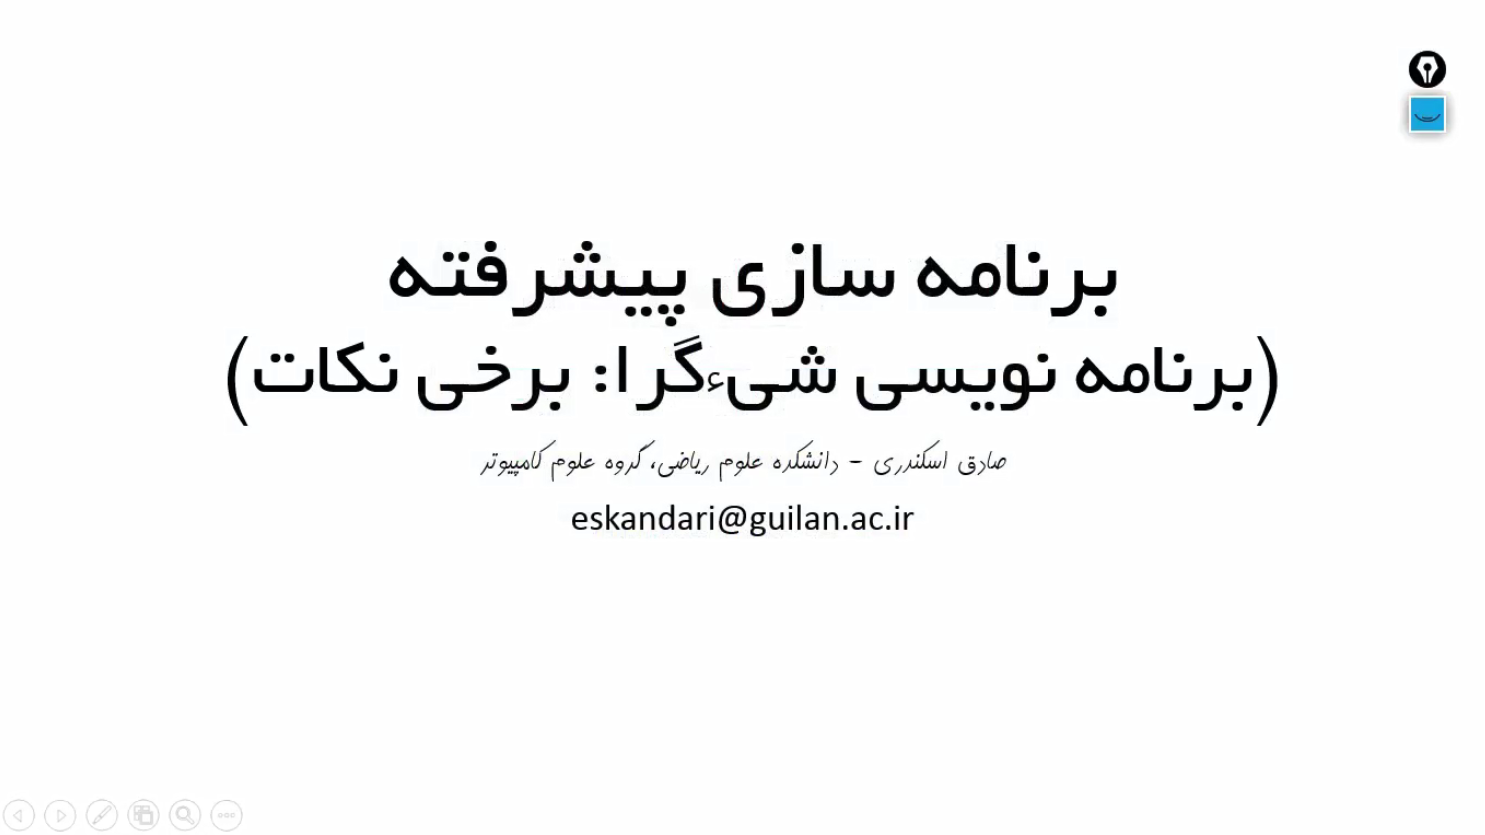 برنامه سازی پیشرفته
(برنامه نویسی شیءگرا: برخی نکات)
صادق اسکندری - دانشکده علوم ریاضی، گروه علوم کامپیوتر
eskandari@guilan.ac.ir